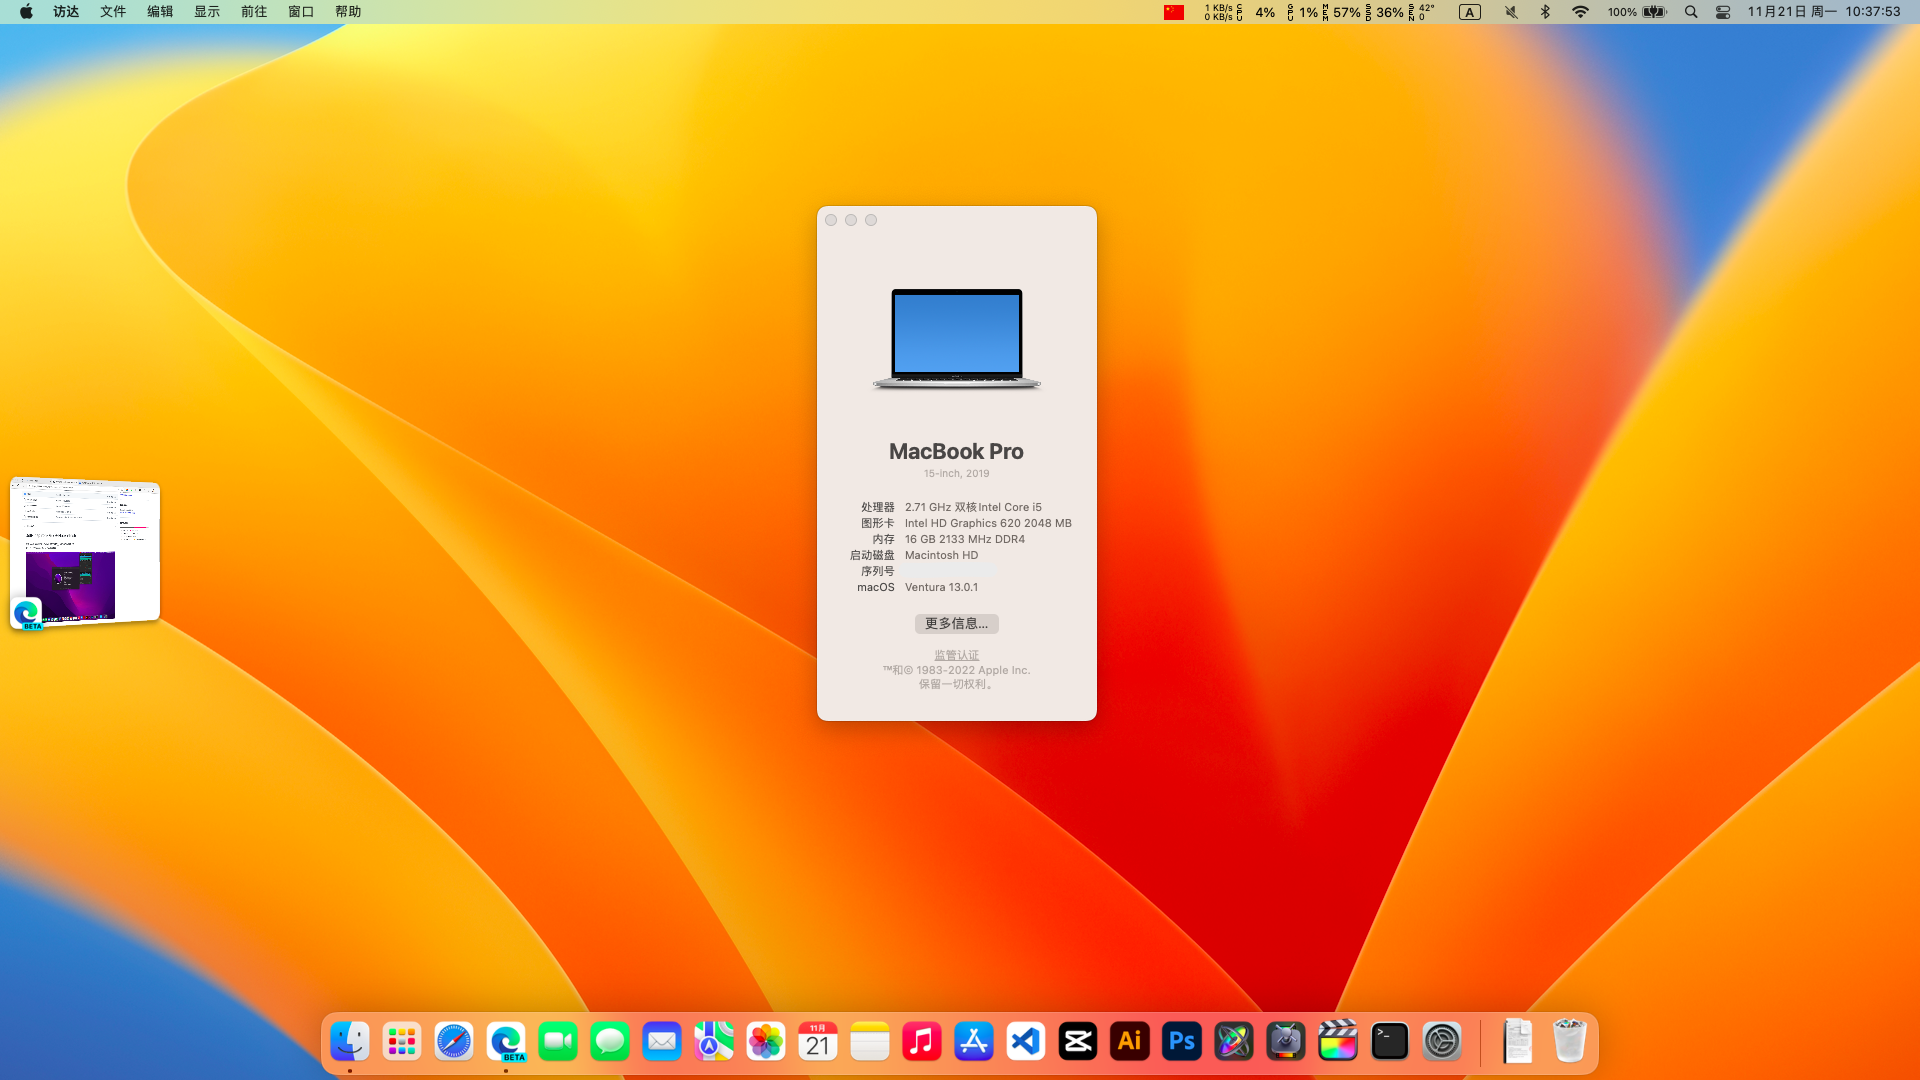 访达 文件 编辑 显示 前往 窗口 帮助
1 KB/s
0 KB/s
CPU 4% GPU 1% MEM 57% SSD 36% SEN 42°
0
A
100%
11月21日 周一 10:37:53
MacBook Pro
15-inch, 2019
处理器 2.71 GHz 双核Intel Core i5
图形卡 Intel HD Graphics 620 2048 MB
内存 16 GB 2133 MHz DDR4
启动磁盘 Macintosh HD
序列号
macOS Ventura 13.0.1
更多信息...
监管认证
™和© 1983-2022 Apple Inc.
保留一切权利。
BETA
BETA
11月
21
Ai
Ps
>_